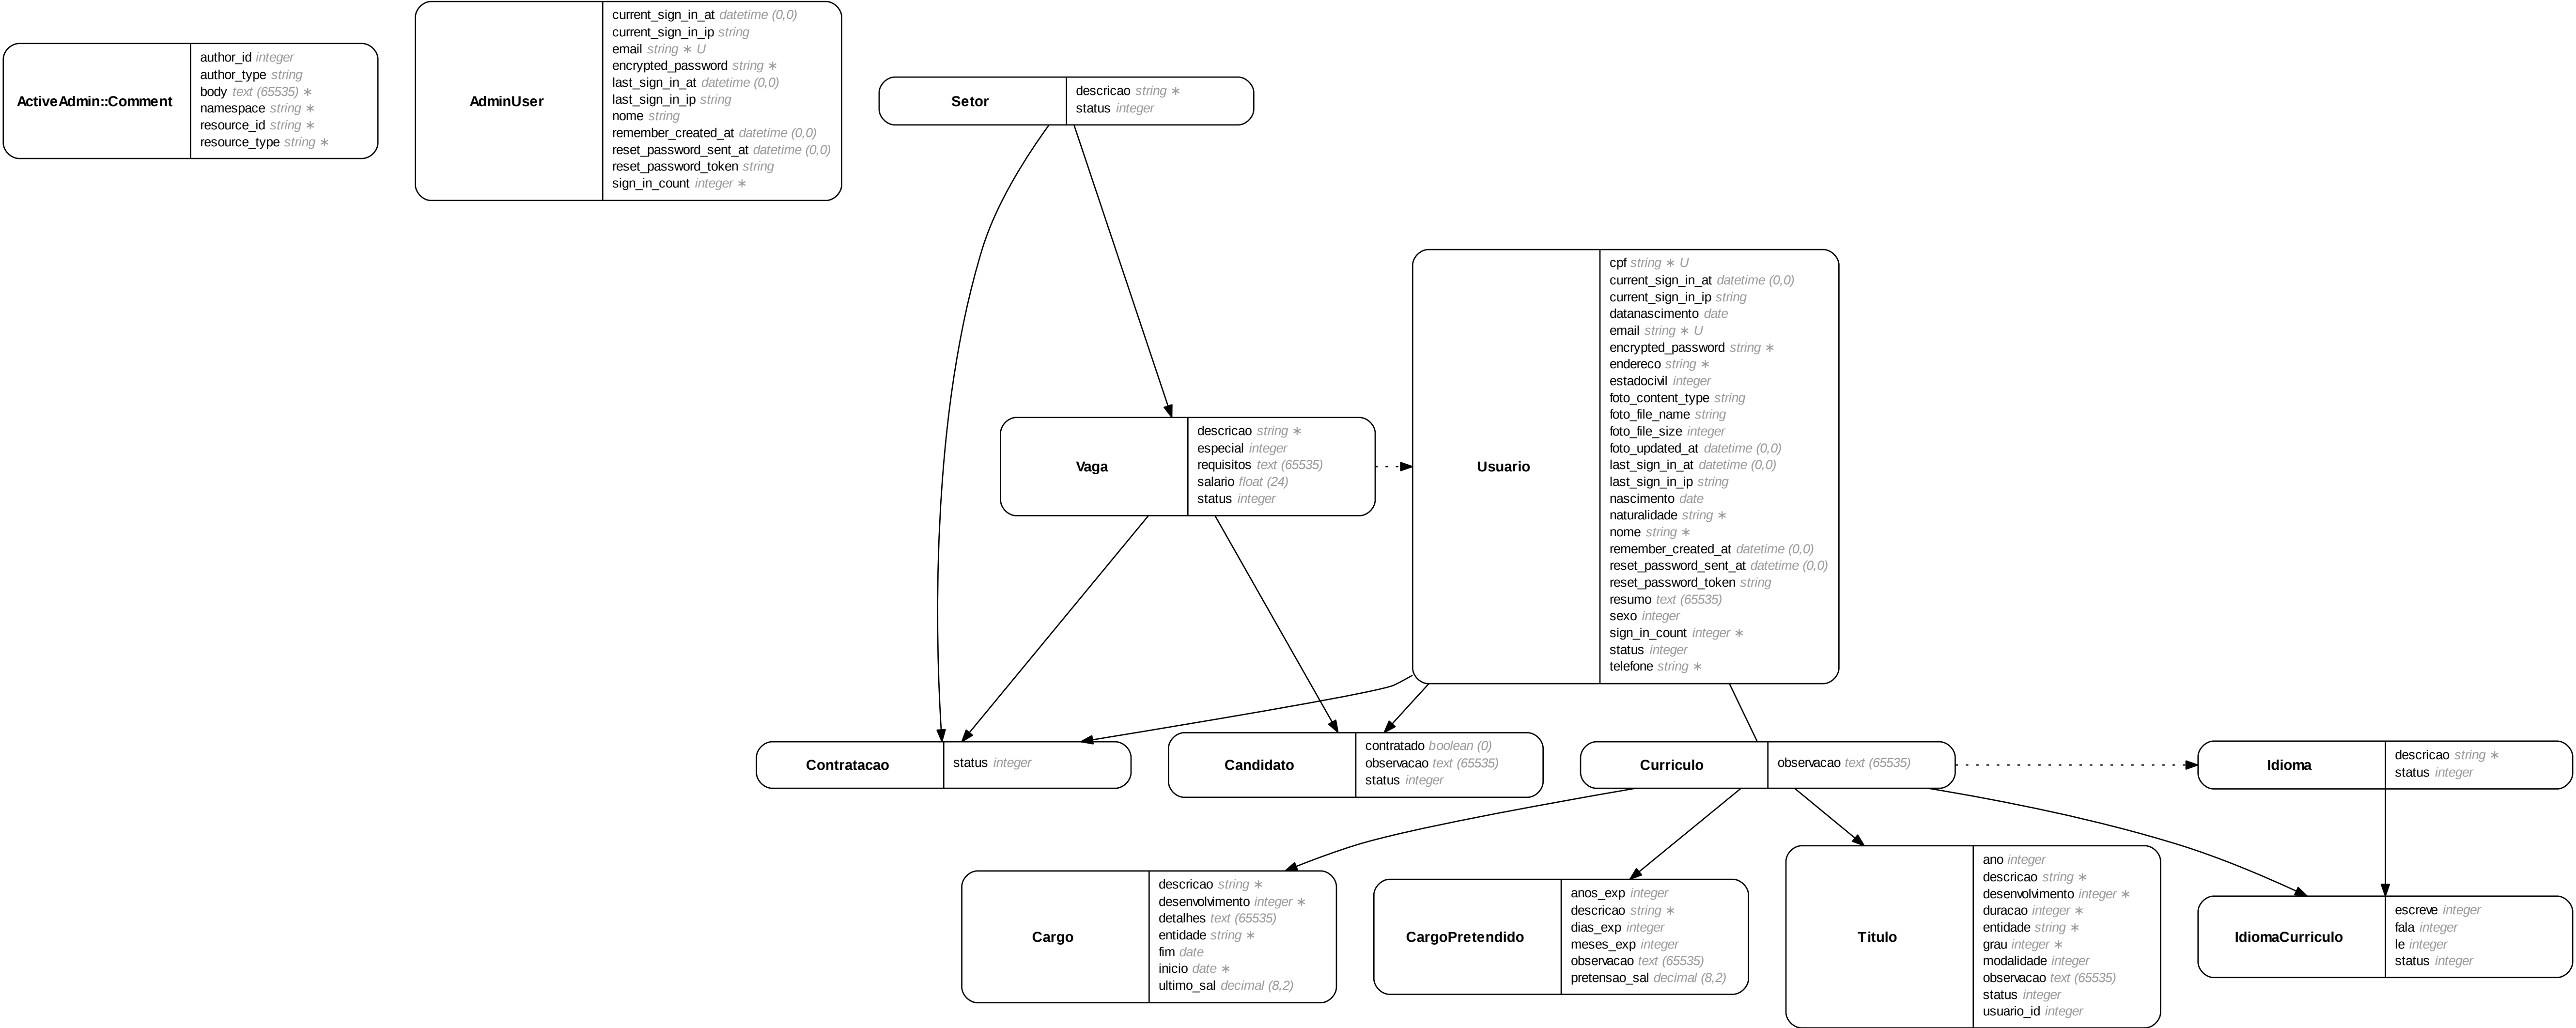 ActiveAdmin::Comment
author_id integer
author_type string
body text (65535) ∗
namespace string ∗
resource_id string ∗
resource_type string ∗
AdminUser
current_sign_in_at datetime (0,0)
current_sign_in_ip string
email string ∗ U
encrypted_password string ∗
last_sign_in_at datetime (0,0)
last_sign_in_ip string
nome string
remember_created_at datetime (0,0)
reset_password_sent_at datetime (0,0)
reset_password_token string
sign_in_count integer ∗
Setor
descricao string ∗
status integer
Vaga
descricao string ∗
especial integer
requisitos text (65535)
salario float (24)
status integer
Usuario
cpf string ∗ U
current_sign_in_at datetime (0,0)
current_sign_in_ip string
datanascimento date
email string ∗ U
encrypted_password string ∗
endereco string ∗
estadocivil integer
foto_content_type string
foto_file_name string
foto_file_size integer
foto_updated_at datetime (0,0)
last_sign_in_at datetime (0,0)
last_sign_in_ip string
nascimento date
naturalidade string ∗
nome string ∗
remember_created_at datetime (0,0)
reset_password_sent_at datetime (0,0)
reset_password_token string
resumo text (65535)
sexo integer
sign_in_count integer ∗
status integer
telefone string ∗
Contratacao
status integer
Candidato
contratado boolean (0)
observacao text (65535)
status integer
Curriculo
observacao text (65535)
Idioma
descricao string ∗
status integer
Cargo
descricao string ∗
desenvolvimento integer ∗
detalhes text (65535)
entidade string ∗
fim date
inicio date ∗
ultimo_sal decimal (8,2)
CargoPretendido
anos_exp integer
descricao string ∗
dias_exp integer
meses_exp integer
observacao text (65535)
pretensao_sal decimal (8,2)
Titulo
ano integer
descricao string ∗
desenvolvimento integer ∗
duracao integer ∗
entidade string ∗
grau integer ∗
modalidade integer
observacao text (65535)
status integer
usuario_id integer
IdiomaCurriculo
escreve integer
fala integer
le integer
status integer